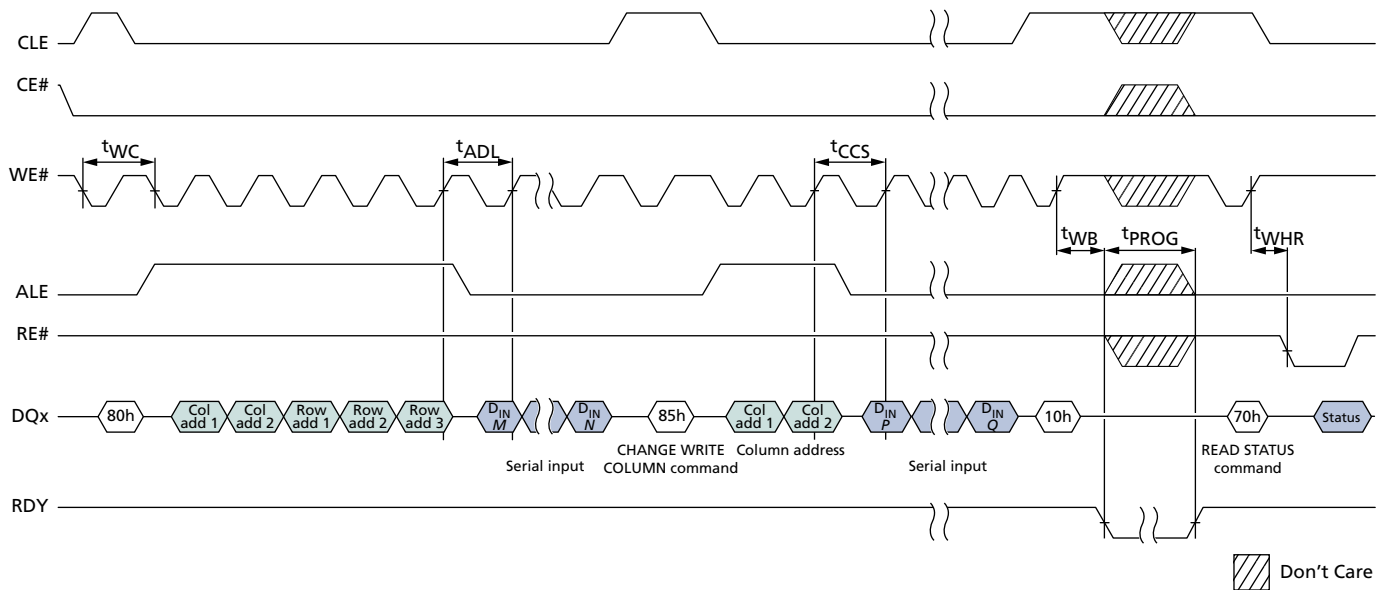 CLE
CE#
tWC
tADL
tCCS
WE#
tWB
tPROG
tWHR
ALE
RE#
DQx
80h
Col add 1
Col add 2
Row add 1
Row add 2
Row add 3
DIN M
DIN N
85h
Col add 1
Col add 2
DIN P
DIN Q
10h
70h
Status
Serial input
CHANGE WRITE
COLUMN command
Column address
Serial input
READ STATUS
command
RDY
Don't Care